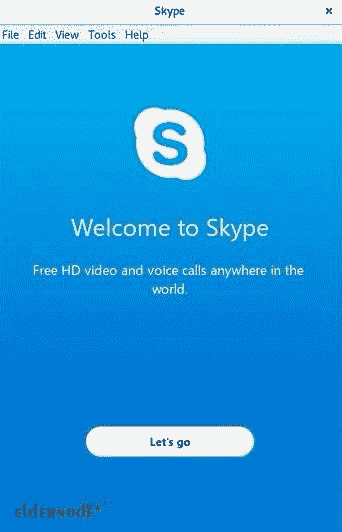 Skype
File Edit View Tools Help
Welcome to Skype
Free HD video and voice calls anywhere in the
world.
Let's go
eldernode